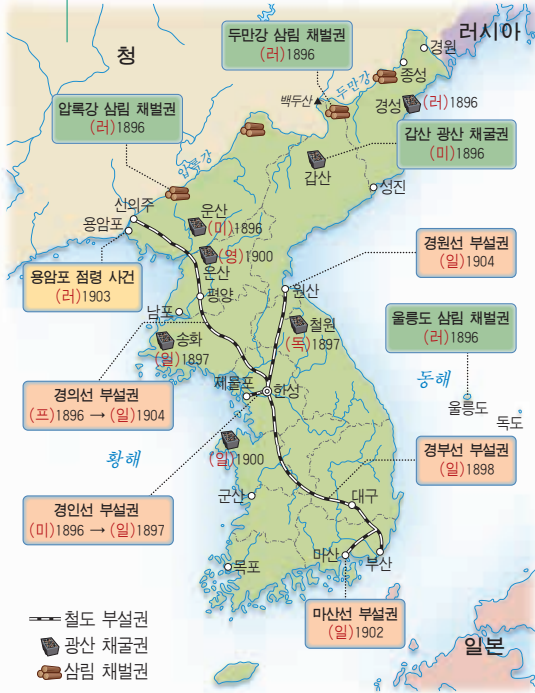 러시아
청
두만강 삼림 채벌권
(러)1896
경원
종성
두만강
백두산
경성
(러)1896
압록강 삼림 채벌권
(러)1896
갑산 광산 채굴권
(미)1896
압록강
갑산
성진
신의주
용암포
운산
(미)1896
(영)1900
운산
용암포 점령 사건
(러)1903
경원선 부설권
(일)1904
평양
원산
남포
송화
(일)1897
철원
(독)1897
울릉도 삼림 채벌권
(러)1896
경의선 부설권
(프)1896 → (일)1904
제물포
한성
동해
울릉도
독도
황해
(일)1900
경부선 부설권
(일)1898
경인선 부설권
(미)1896 → (일)1897
군산
대구
마산
부산
목포
마산선 부설권
(일)1902
철도 부설권
광산 채굴권
삼림 채벌권
일본